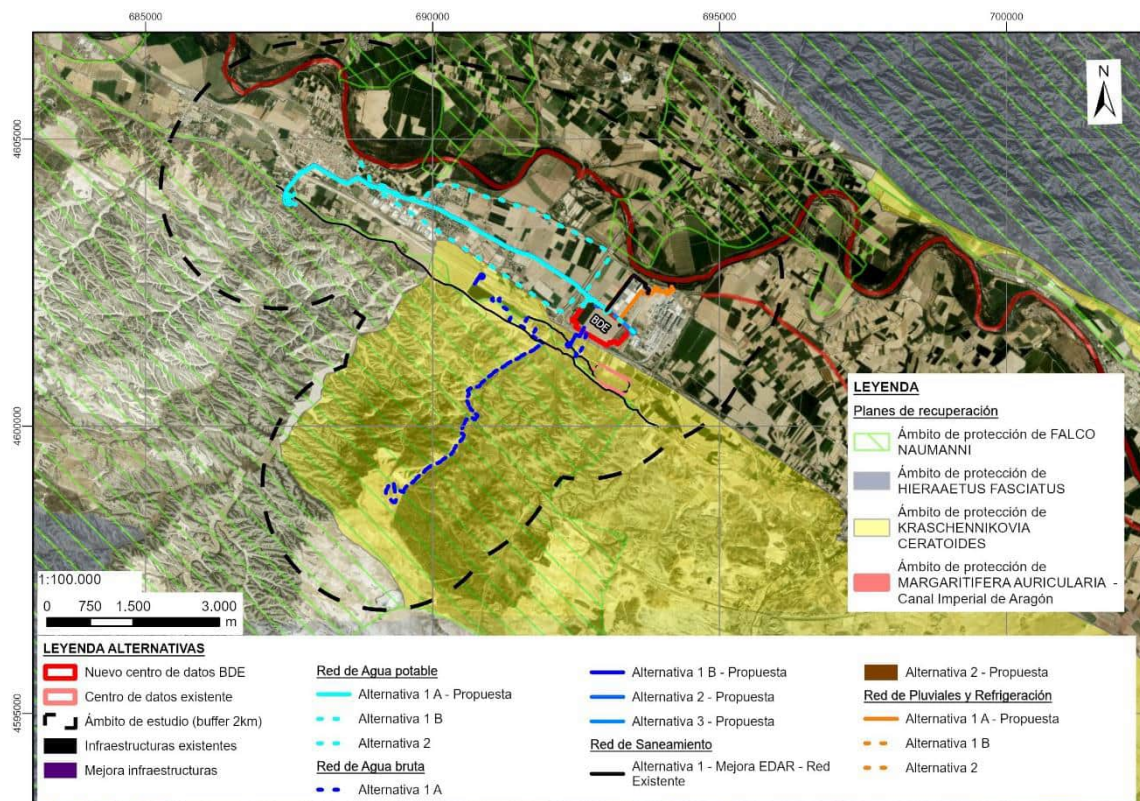 685000
690000
695000
700000
N
4605000
4600000
4595000
BDE
LEYENDA
Planes de recuperación
Ámbito de protección de FALCO
NAUMANNI
Ámbito de protección de
HIERAAETUS FASCIATUS
Ámbito de protección de
KRASCHENNIKOVIA
CERATOIDES
Ámbito de protección de
MARGARITIFERA AURICULARIA -
Canal Imperial de Aragón
1:100.000
0 750 1.500 3.000
m
LEYENDA ALTERNATIVAS
Nuevo centro de datos BDE
Centro de datos existente
Ámbito de estudio (buffer 2km)
Infraestructuras existentes
Mejora infraestructuras
Red de Agua potable
Alternativa 1 A - Propuesta
Alternativa 1 B
Alternativa 2
Red de Agua bruta
Alternativa 1 A
Alternativa 1 B - Propuesta
Alternativa 2 - Propuesta
Alternativa 3 - Propuesta
Red de Saneamiento
Alternativa 1 - Mejora EDAR - Red
Existente
Alternativa 2 - Propuesta
Red de Pluviales y Refrigeración
Alternativa 1 A - Propuesta
Alternativa 1 B
Alternativa 2